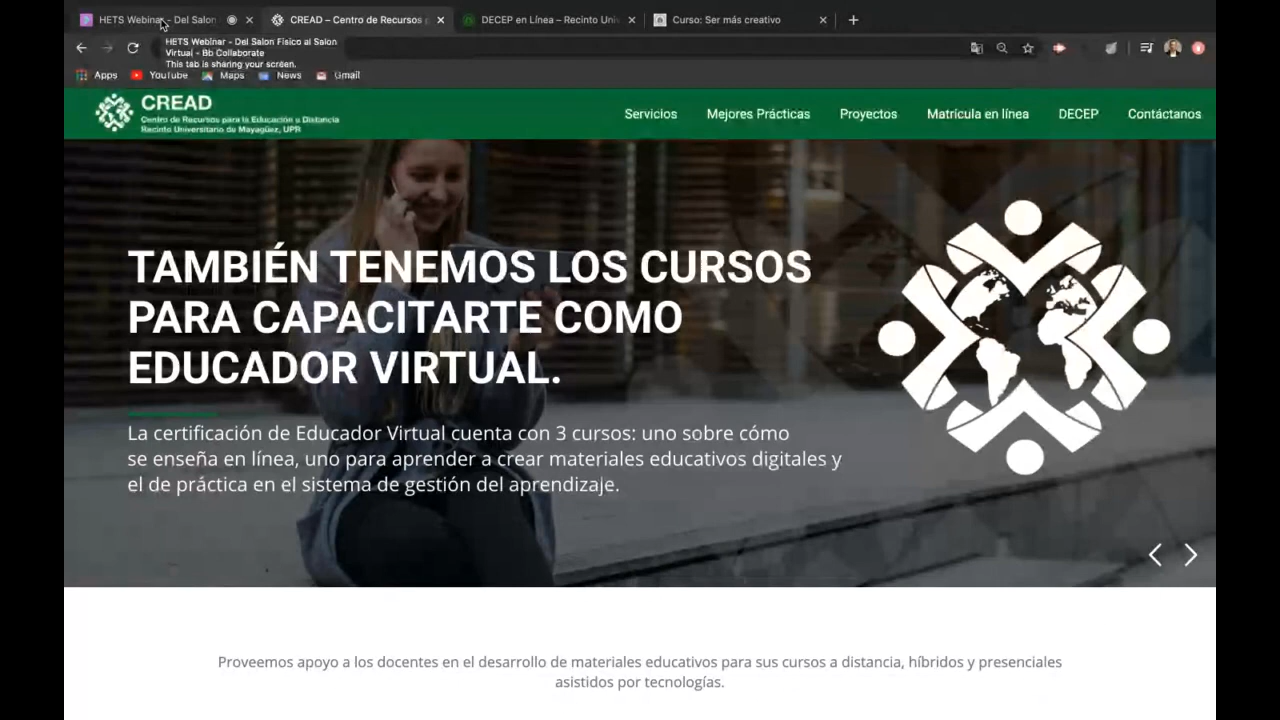 HETS Webinar - Del Salon
CREAD – Centro de Recursos p
DECEP en Línea – Recinto Uni
Curso: Ser más creativo
HETS Webinar - Del Salon Fisico al Salon
Virtual - Bb Collaborate
This tab is sharing your screen.
Apps
YouTube
Maps
News
Gmail
CREAD
Centro de Recursos para la Educación a Distancia
Recinto Universitario de Mayagüez, UPR
Servicios
Mejores Prácticas
Proyectos
Matrícula en línea
DECEP
Contáctanos
TAMBIÉN TENEMOS LOS CURSOS
PARA CAPACITARTE COMO
EDUCADOR VIRTUAL.
La certificación de Educador Virtual cuenta con 3 cursos: uno sobre cómo
se enseña en línea, uno para aprender a crear materiales educativos digitales y
el de práctica en el sistema de gestión del aprendizaje.
Proveemos apoyo a los docentes en el desarrollo de materiales educativos para sus cursos a distancia, híbridos y presenciales
asistidos por tecnologías.